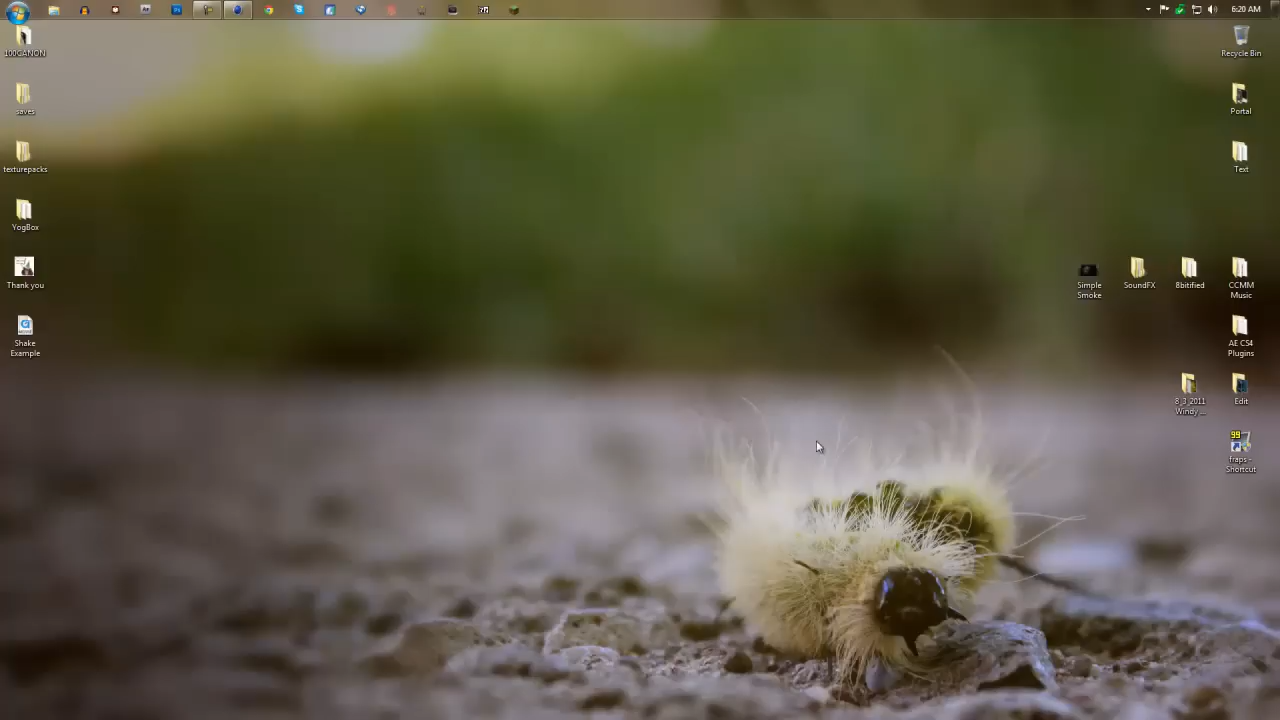 6:20 AM
100CANON
saves
texturepacks
YogBox
Thank you
Shake
Example
Recycle Bin
Portal
Text
Simple
Smoke
SoundFX
8bitified
CCMM
Music
AE CS4
Plugins
8_3_2011
Windy ...
Edit
99
fraps -
Shortcut